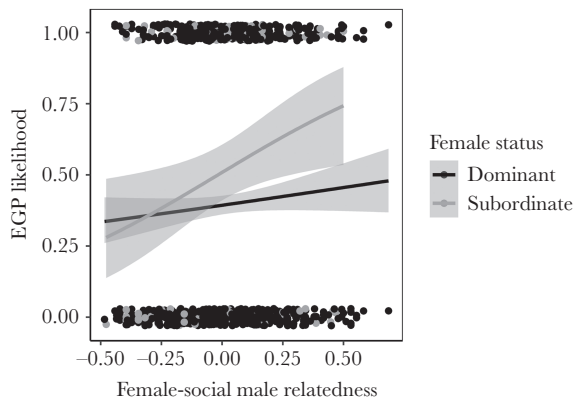 1.00
0.75
0.50
0.25
0.00
EGP likelihood
−0.50 −0.25 0.00 0.25 0.50
Female-social male relatedness
Female status
Dominant
Subordinate